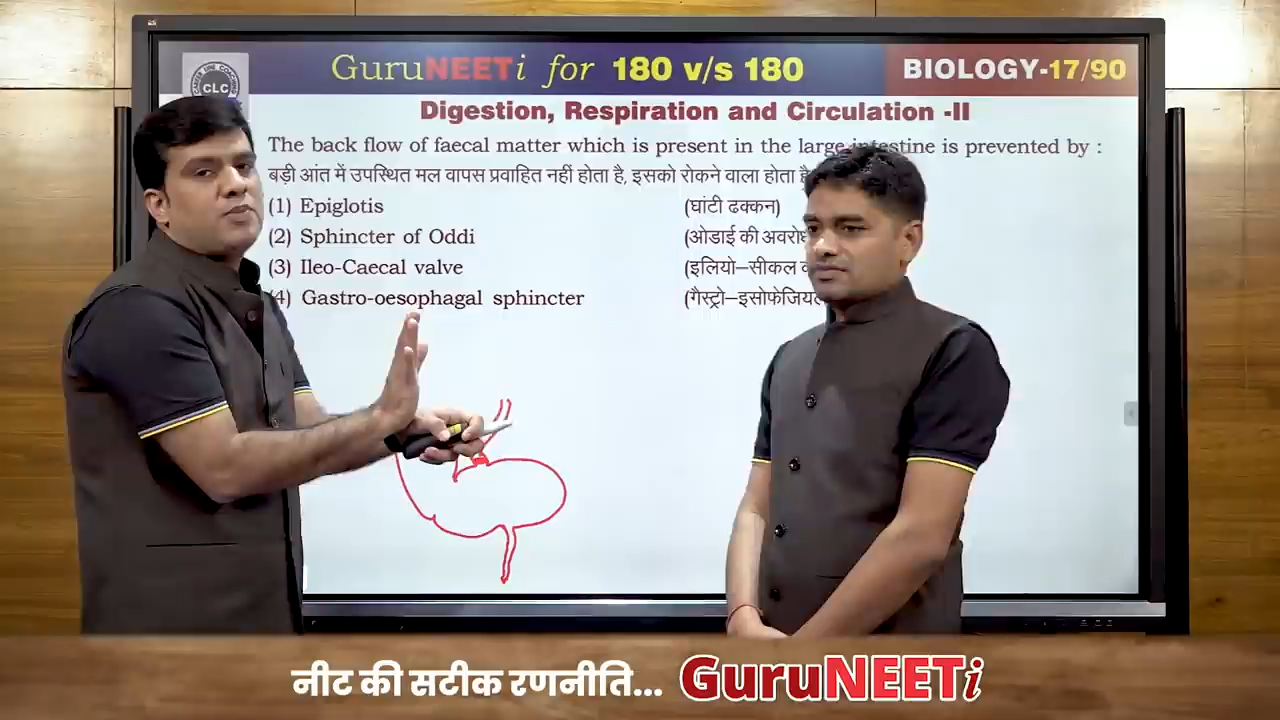 GuruNEETi for 180 v/s 180
BIOLOGY-17/90
CLC
Digestion, Respiration and Circulation -II
The back flow of faecal matter which is present in the large intestine is prevented by :
बड़ी आंत में उपस्थित मल वापस प्रवाहित नहीं होता है, इसको रोकने वाला होता है
(1) Epiglotis (घांटी ढक्कन)
(2) Sphincter of Oddi (ओडाई की
(3) Ileo-Caecal valve (इलियो–सीकल
(4) Gastro-oesophagal sphincter
नीट की सटीक रणनीति... GuruNEETi